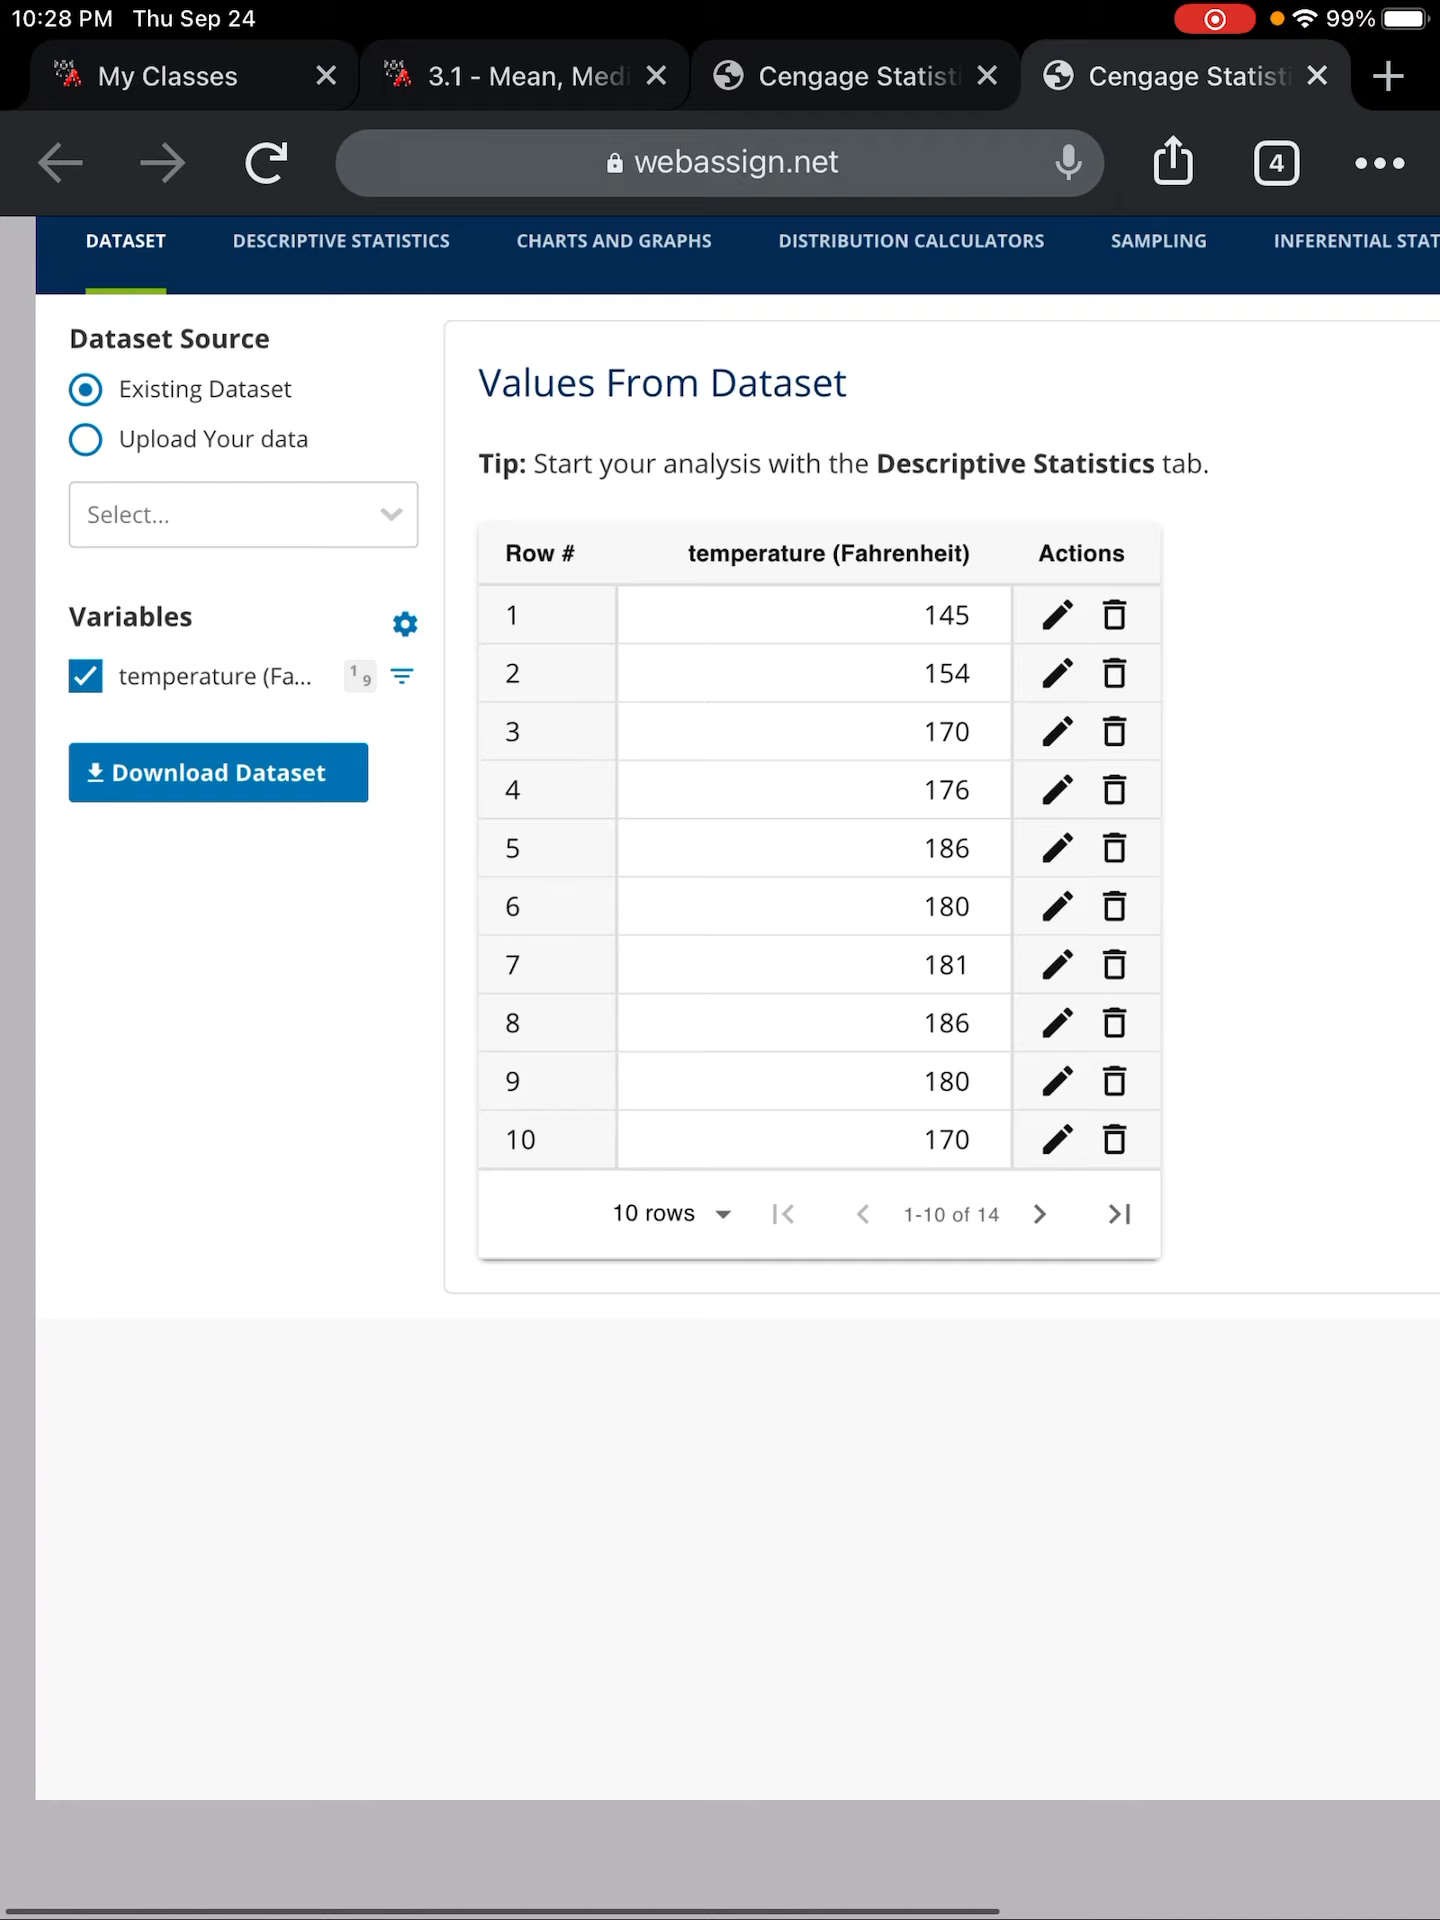 10:28 PM Thu Sep 24 99%
My Classes 3.1 - Mean, Medi Cengage Statisti Cengage Statisti
webassign.net 4
DATASET DESCRIPTIVE STATISTICS CHARTS AND GRAPHS DISTRIBUTION CALCULATORS SAMPLING INFERENTIAL STAT
Dataset Source
Existing Dataset
Upload Your data
Select...
Variables
temperature (Fa... 1 9
Download Dataset
Values From Dataset
Tip: Start your analysis with the Descriptive Statistics tab.
Row # temperature (Fahrenheit) Actions
1 145
2 154
3 170
4 176
5 186
6 180
7 181
8 186
9 180
10 170
10 rows 1-10 of 14